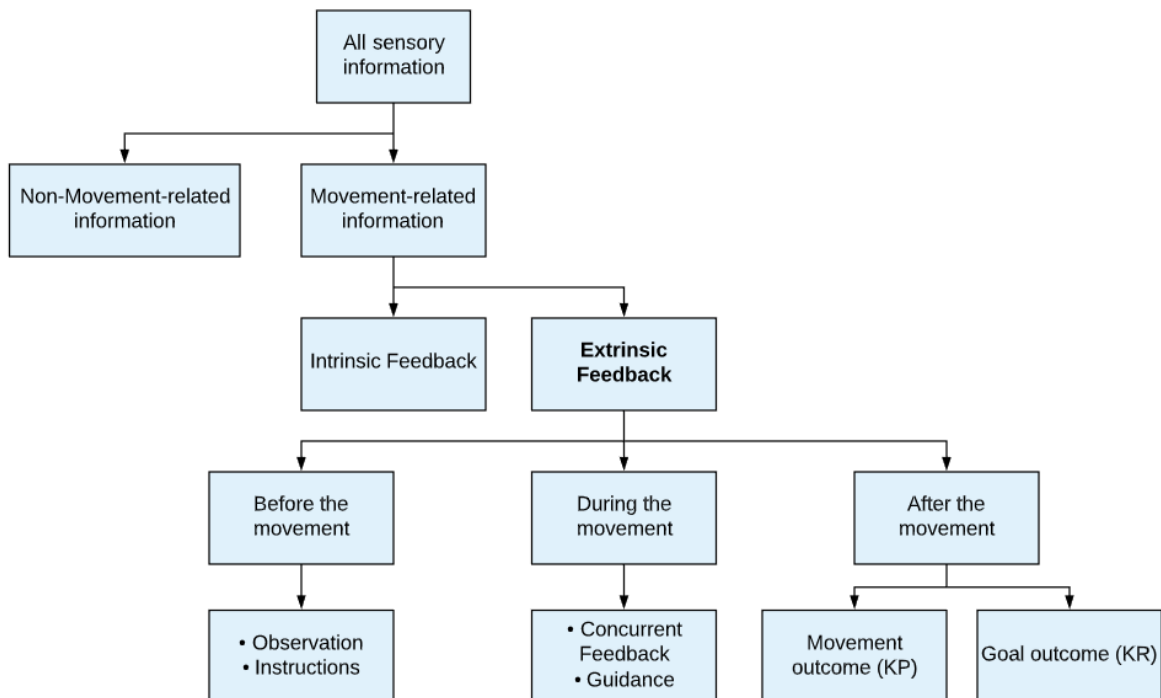 All sensory
information
Non-Movement-related
information
Movement-related
information
Intrinsic Feedback
Extrinsic
Feedback
Before the
movement
During the
movement
After the
movement
• Observation
• Instructions
• Concurrent
Feedback
• Guidance
Movement
outcome (KP)
Goal outcome (KR)